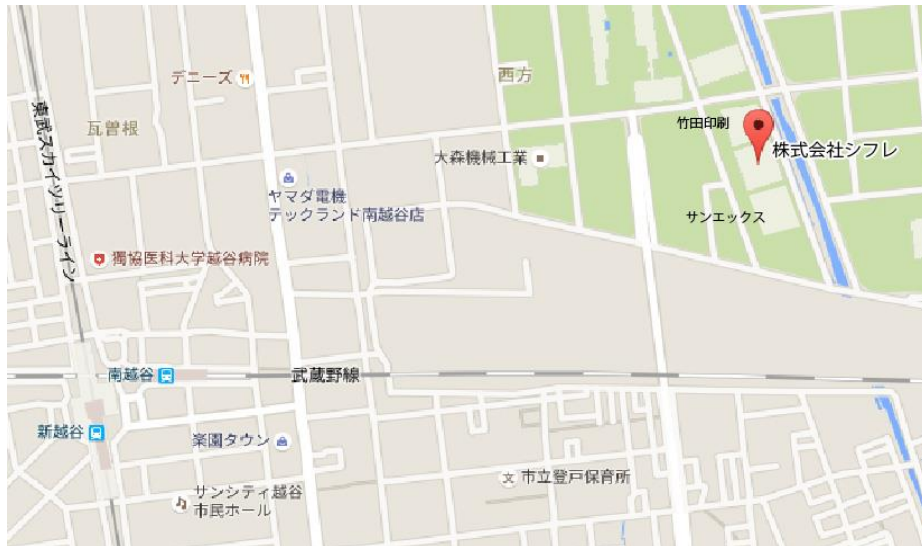 デニーズ
西方
瓦曽根
竹田印刷
株式会社シフレ
大森機械工業
東武スカイツリーライン
ヤマダ電機
テックランド南越谷店
サンエックス
獨協医科大学越谷病院
南越谷
武蔵野線
新越谷
楽園タウン
市立登戸保育所
サンシティ越谷
市民ホール